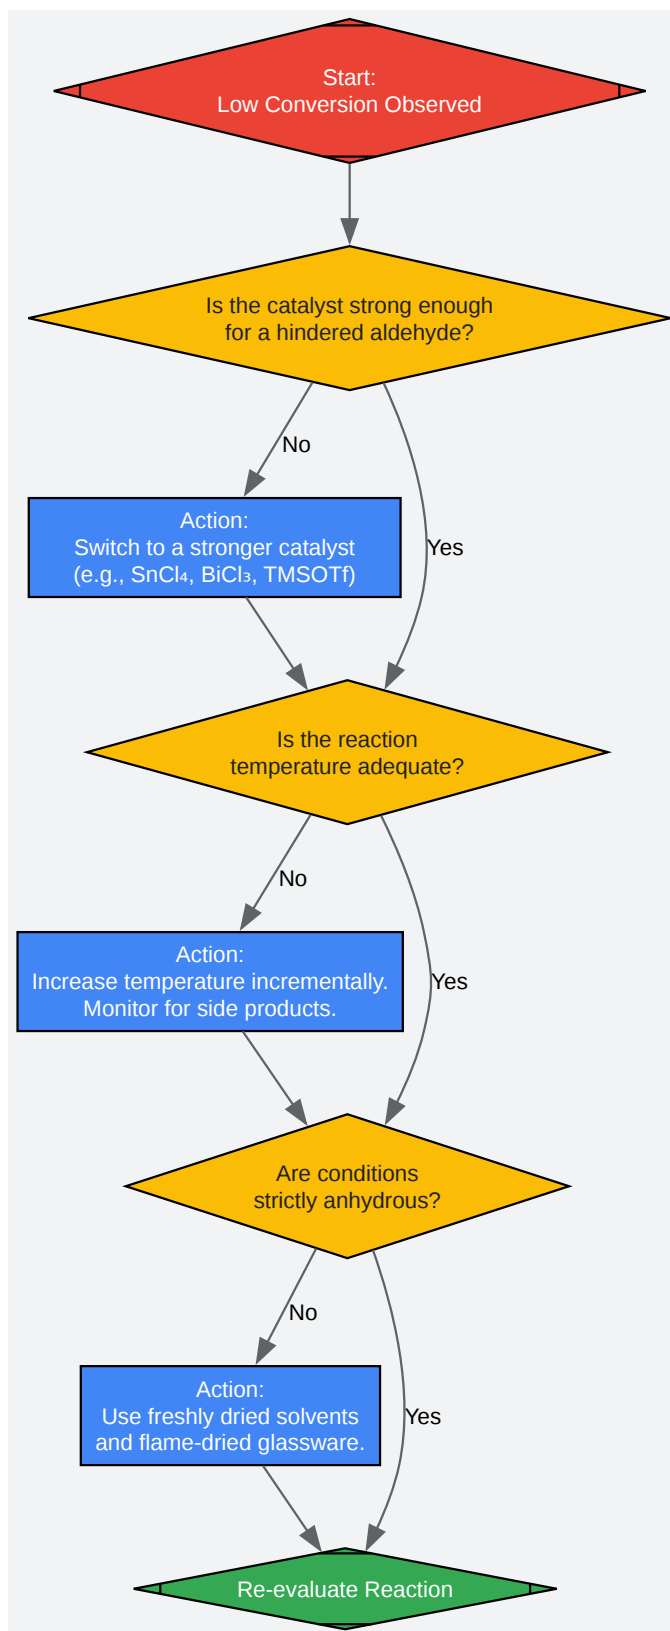 Start:
Low Conversion Observed
Is the catalyst strong enough
for a hindered aldehyde?
No
Action:
Switch to a stronger catalyst
(e.g., SnCl₄, BiCl₃, TMSOTf)
Yes
Is the reaction
temperature adequate?
No
Action:
Increase temperature incrementally.
Monitor for side products.
Yes
Are conditions
strictly anhydrous?
No
Action:
Use freshly dried solvents
and flame-dried glassware.
Yes
Re-evaluate Reaction